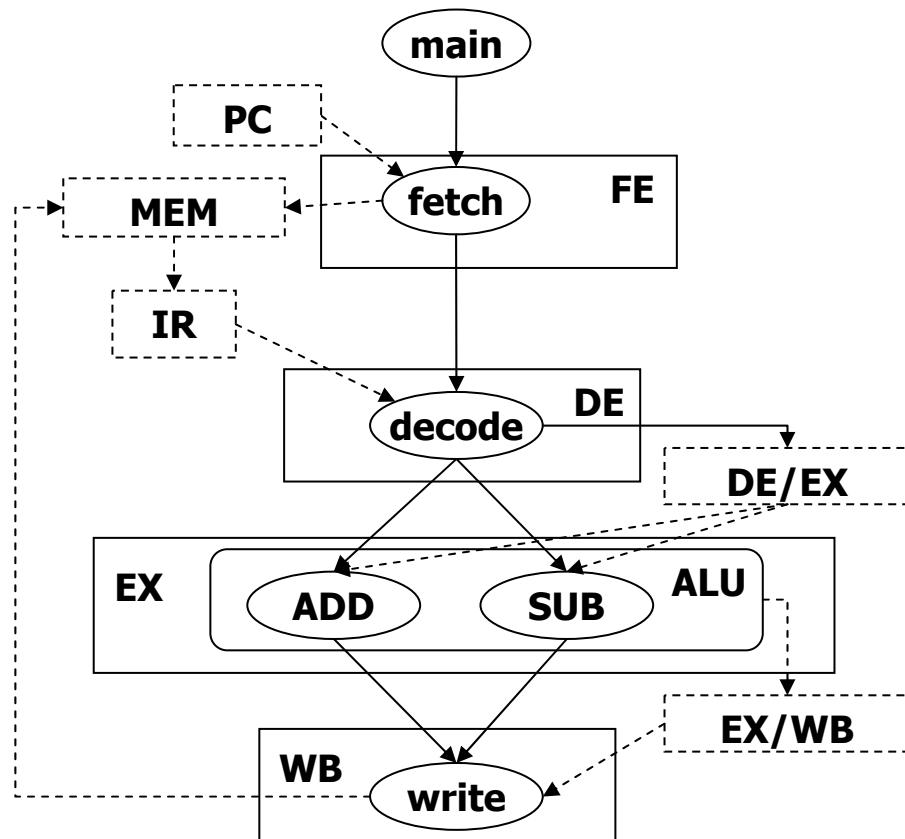 main
PC
fetch
FE
MEM
IR
decode
DE
DE/EX
EX
ADD
SUB
ALU
EX/WB
WB
write